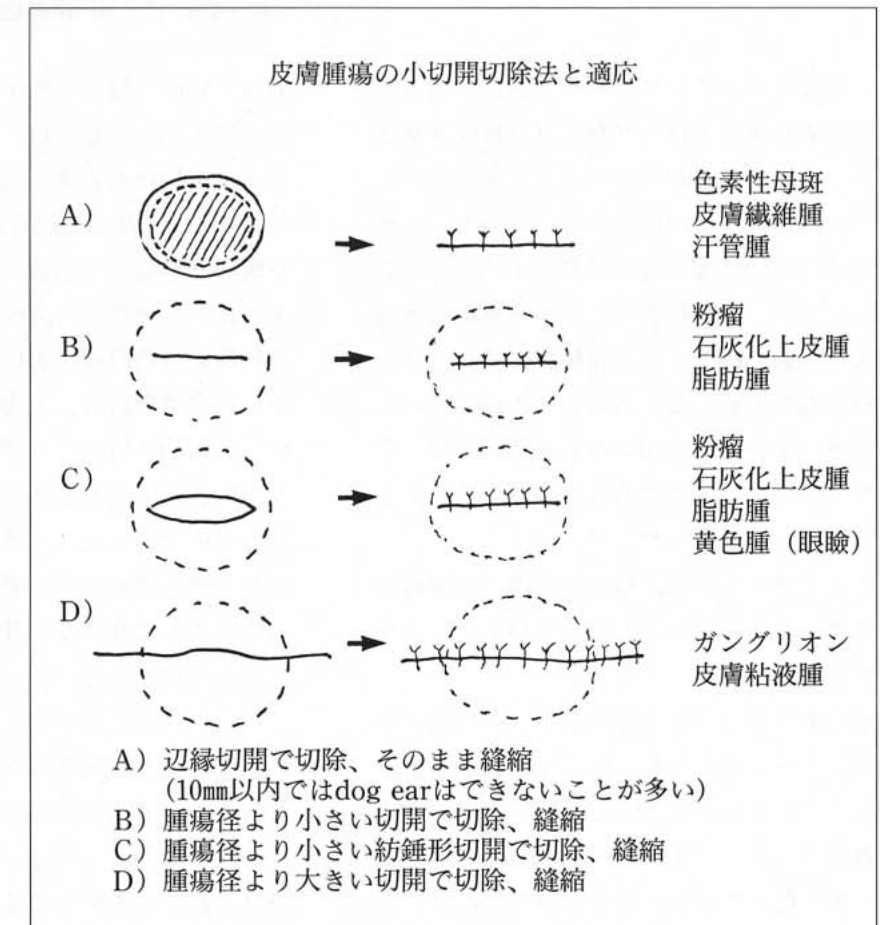 皮膚腫瘍の小切開切除法と適応
A)
色素性母斑
皮膚繊維腫
汗管腫
B)
粉瘤
石灰化上皮腫
脂肪腫
C)
粉瘤
石灰化上皮腫
脂肪腫
黄色腫（眼瞼）
D)
ガングリオン
皮膚粘液腫
A）辺縁切開で切除、そのまま縫縮
(10mm以内ではdog earはできないことが多い)
B）腫瘍径より小さい切開で切除、縫縮
C）腫瘍径より小さい紡錘形切開で切除、縫縮
D）腫瘍径より大きい切開で切除、縫縮